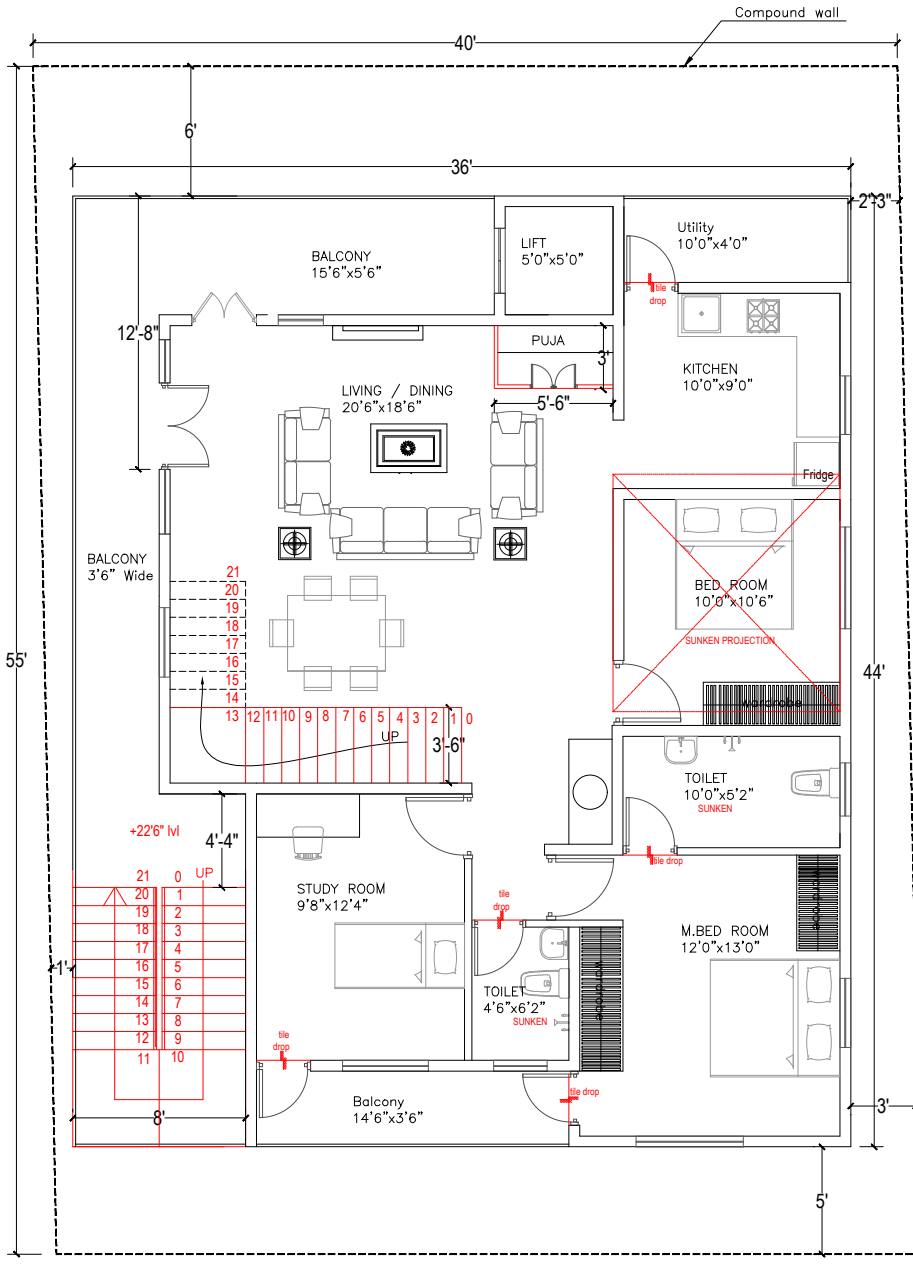 Compound wall
40'
6'
36'
2'-3"
Utility
10'0"x4'0"
LIFT
5'0"x5'0"
BALCONY
15'6"x5'6"
tile
drop
12'-8"
PUJA
3'
KITCHEN
10'0"x9'0"
LIVING / DINING
20'6"x18'6"
5'-6"
Fridge
BALCONY
3'6" Wide
BED ROOM
10'0"x10'6"
SUNKEN PROJECTION
wardrobe
21
20
19
18
17
16
15
14
13 12 11 10 9 8 7 6 5 4 3 2 1 0
UP
3'-6"
55'
44'
TOILET
10'0"x5'2"
SUNKEN
tile drop
+22'6" lvl
4'-4"
21 0 UP
20 1
19 2
18 3
17 4
16 5
15 6
14 7
13 8
12 9
11 10
STUDY ROOM
9'8"x12'4"
tile
drop
wardrobe
M.BED ROOM
12'0"x13'0"
wardrobe
1'
TOILET
4'6"x6'2"
SUNKEN
tile
drop
tile drop
Balcony
14'6"x3'6"
8'
3'
5'